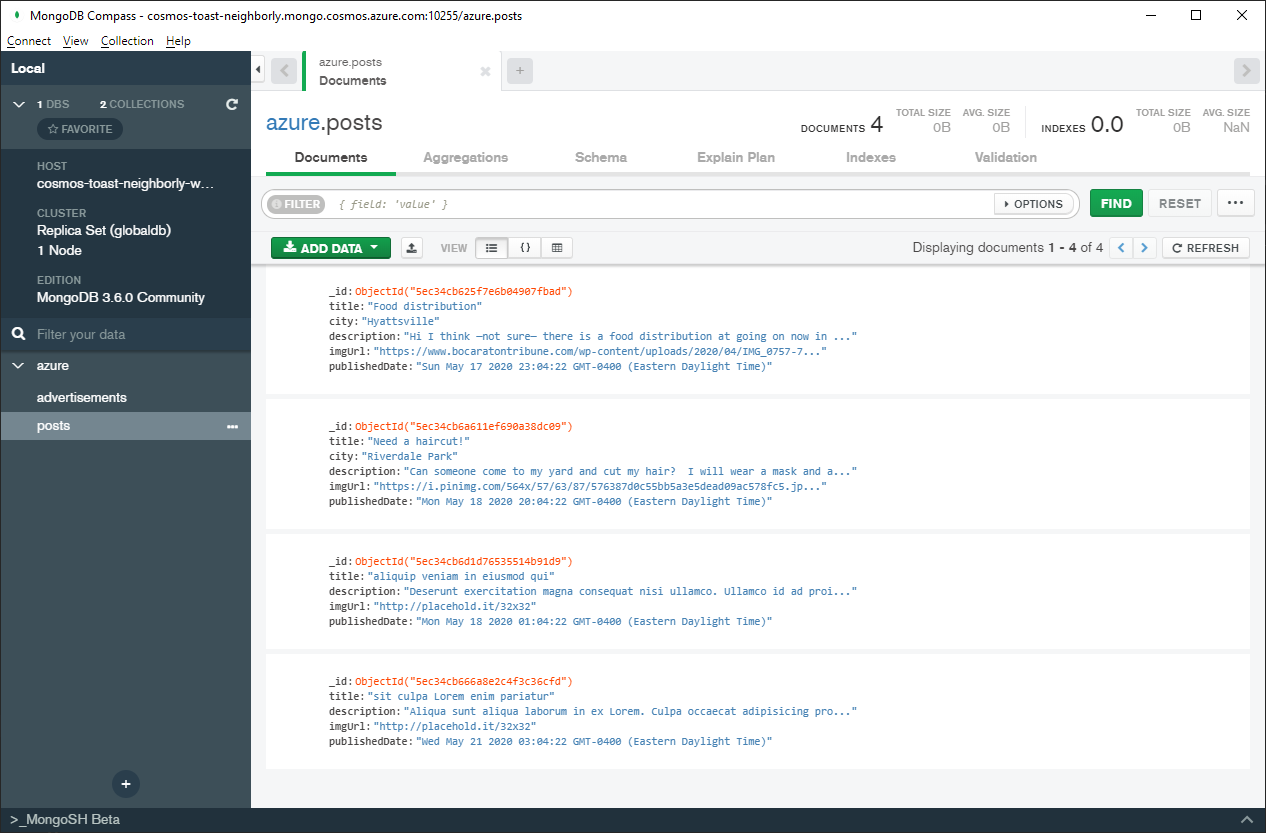 MongoDB Compass - cosmos-toast-neighborly.mongo.cosmos.azure.com:10255/azure.posts
Connect View Collection Help
Local
1 DBS 2 COLLECTIONS
FAVORITE
HOST
cosmos-toast-neighborly-w...
CLUSTER
Replica Set (globaldb)
1 Node
EDITION
MongoDB 3.6.0 Community
Filter your data
azure
advertisements
posts
azure.posts
Documents
azure.posts
DOCUMENTS 4 TOTAL SIZE 0B AVG. SIZE 0B INDEXES 0.0 TOTAL SIZE 0B AVG. SIZE NaN
Documents Aggregations Schema Explain Plan Indexes Validation
FILTER { field: 'value' } OPTIONS FIND RESET ...
ADD DATA VIEW {} Displaying documents 1 - 4 of 4 < > REFRESH
_id: ObjectId("5ec34cb625f7e6b04907fbad")
title: "Food distribution"
city: "Hyattsville"
description: "Hi I think —not sure— there is a food distribution at going on now in ..."
imgUrl: "https://www.bocaratontribune.com/wp-content/uploads/2020/04/IMG_0757-7..."
publishedDate: "Sun May 17 2020 23:04:22 GMT-0400 (Eastern Daylight Time)"
_id: ObjectId("5ec34cb6a611ef690a38dc09")
title: "Need a haircut!"
city: "Riverdale Park"
description: "Can someone come to my yard and cut my hair?  I will wear a mask and a..."
imgUrl: "https://i.pinimg.com/564x/57/63/87/576387d0c55bb5a3e5dead09ac578fc5.jp..."
publishedDate: "Mon May 18 2020 20:04:22 GMT-0400 (Eastern Daylight Time)"
_id: ObjectId("5ec34cb6d1d76535514b91d9")
title: "aliquip veniam in eiusmod qui"
description: "Deserunt exercitation magna consequat nisi ullamco. Ullamco id ad proi..."
imgUrl: "http://placehold.it/32x32"
publishedDate: "Mon May 18 2020 01:04:22 GMT-0400 (Eastern Daylight Time)"
_id: ObjectId("5ec34cb666a8e2c4f3c36cfd")
title: "sit culpa Lorem enim pariatur"
description: "Aliqua sunt aliqua laborum in ex Lorem. Culpa occaecat adipisicing pro..."
imgUrl: "http://placehold.it/32x32"
publishedDate: "Wed May 21 2020 03:04:22 GMT-0400 (Eastern Daylight Time)"
>_MongoSH Beta